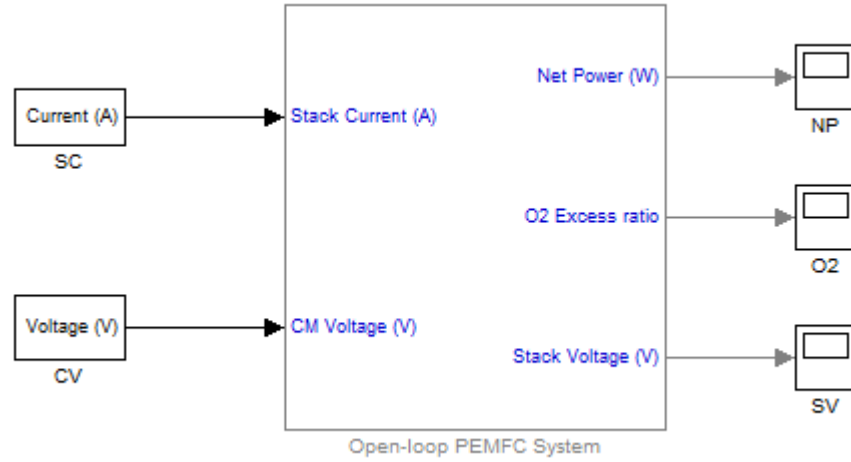 Net Power (W)
NP
Current (A)
Stack Current (A)
SC
O2 Excess ratio
O2
Voltage (V)
CM Voltage (V)
CV
Stack Voltage (V)
SV
Open-loop PEMFC System